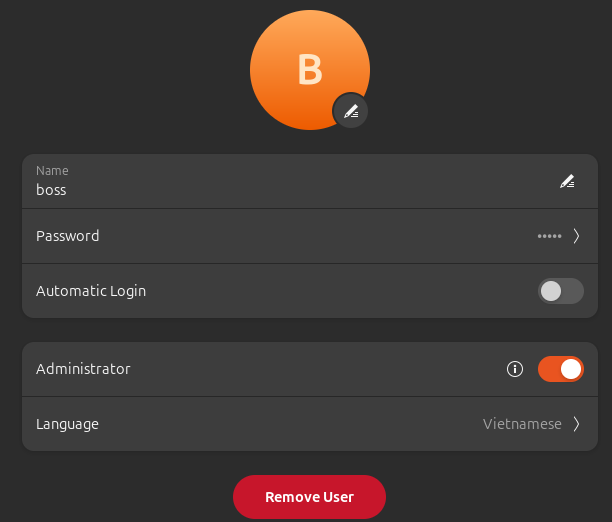 B
Name
boss
Password •••••
Automatic Login
Administrator
Language Vietnamese
Remove User